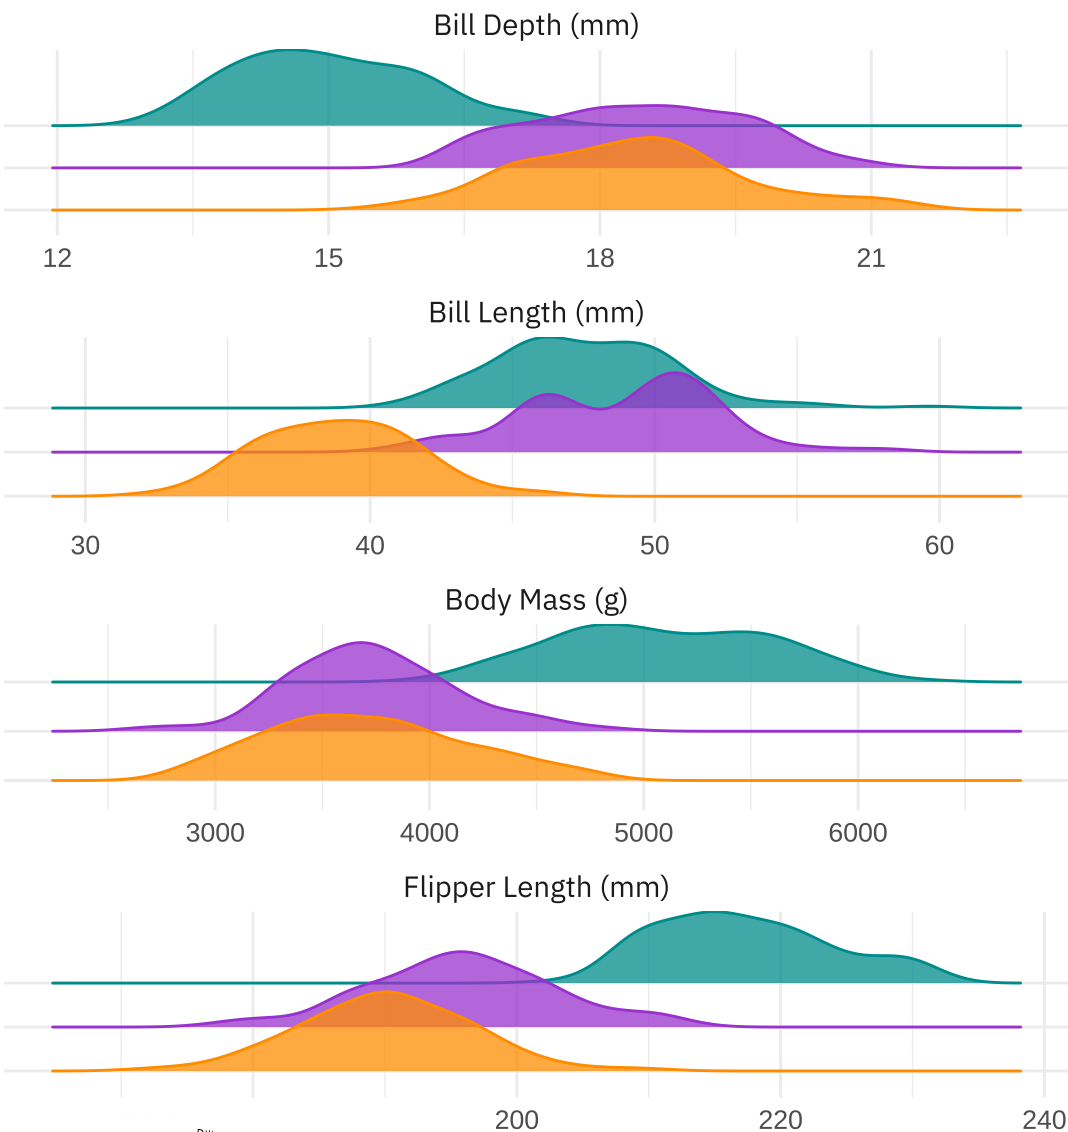 Bill Depth (mm)
12 15 18 21
Bill Length (mm)
30 40 50 60
Body Mass (g)
3000 4000 5000 6000
Flipper Length (mm)
200 220 240